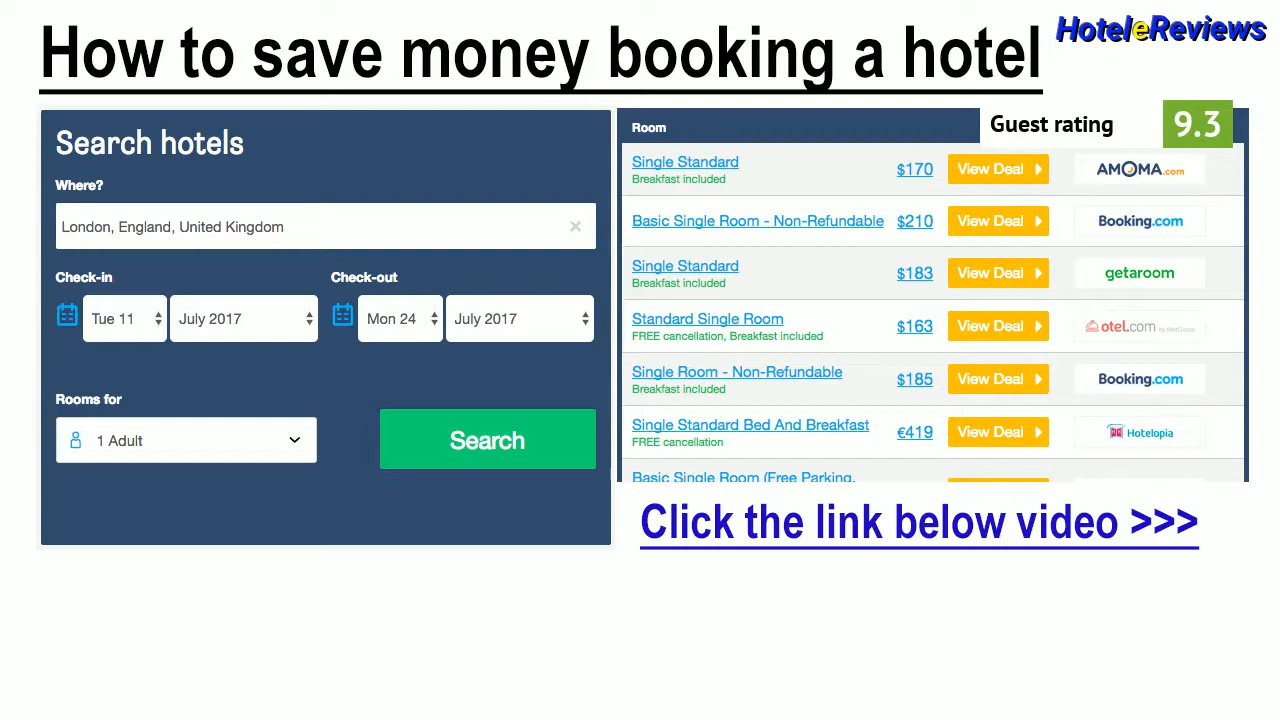 How to save money booking a hotel
HoteleReviews
Search hotels
Where?
London, England, United Kingdom
×
Check-in
Check-out
Tue 11
July 2017
Mon 24
July 2017
Rooms for
1 Adult
Search
Room
Guest rating
9.3
Single Standard
Breakfast included
$170
View Deal
AMOMA.com
Basic Single Room - Non-Refundable
$210
View Deal
Booking.com
Single Standard
Breakfast included
$183
View Deal
getaroom
Standard Single Room
FREE cancellation, Breakfast included
$163
View Deal
otel.com
Single Room - Non-Refundable
Breakfast included
$185
View Deal
Booking.com
Single Standard Bed And Breakfast
FREE cancellation
€419
View Deal
Hotelopia
Basic Single Room (Free Parking,
Click the link below video >>>